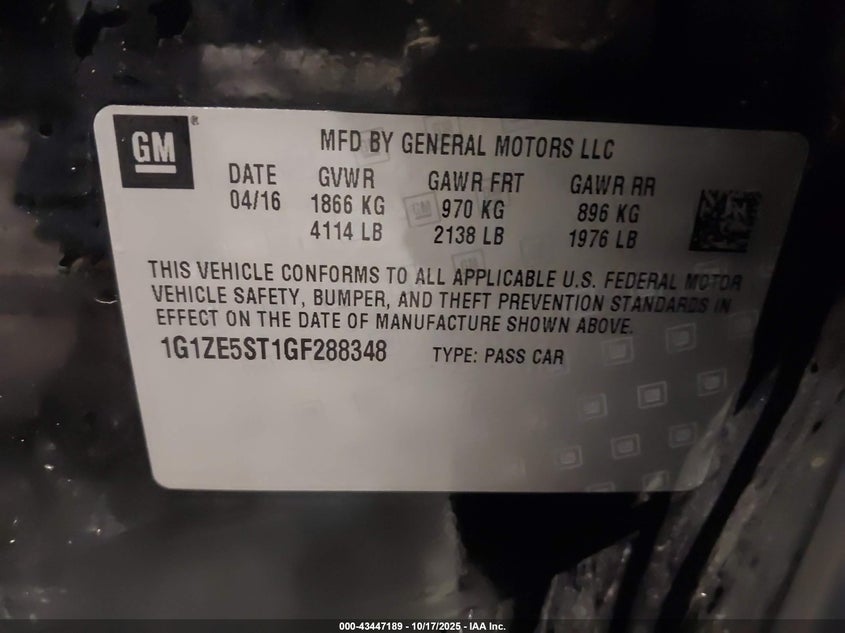 GM ®
MFD BY GENERAL MOTORS LLC
DATE GVWR GAWR FRT GAWR RR
04/16 1866 KG 970 KG 896 KG
4114 LB 2138 LB 1976 LB
THIS VEHICLE CONFORMS TO ALL APPLICABLE U.S. FEDERAL MOTOR
VEHICLE SAFETY, BUMPER, AND THEFT PREVENTION STANDARDS IN
EFFECT ON THE DATE OF MANUFACTURE SHOWN ABOVE.
1G1ZE5ST1GF288348 TYPE: PASS CAR
000-43447189 - 10/17/2025 - IAA Inc.